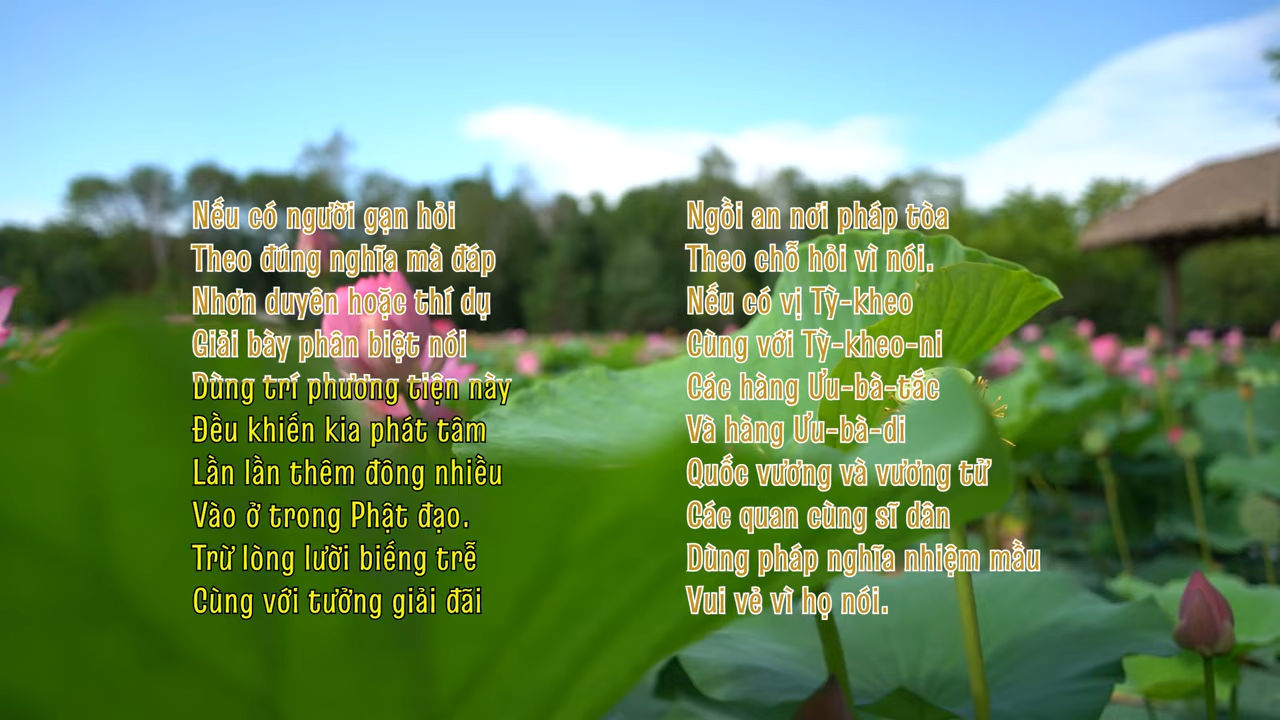 Nếu có người gạn hỏi
Theo đúng nghĩa mà đáp
Nhơn duyên hoặc thí dụ
Giải bày phân biệt nói
Dùng trí phương tiện này
Đều khiến kia phát tâm
Lần lần thêm đông nhiều
Vào ở trong Phật đạo.
Trừ lòng lười biếng trễ
Cùng với tưởng giải đãi
Ngồi an nơi pháp tòa
Theo chỗ hỏi vì nói.
Nếu có vị Tỳ-kheo
Cùng với Tỳ-kheo-ni
Các hàng Ưu-bà-tắc
Và hàng Ưu-bà-di
Quốc vương và vương tử
Các quan cùng sĩ dân
Dùng pháp nghĩa nhiệm mầu
Vui vẻ vì họ nói.